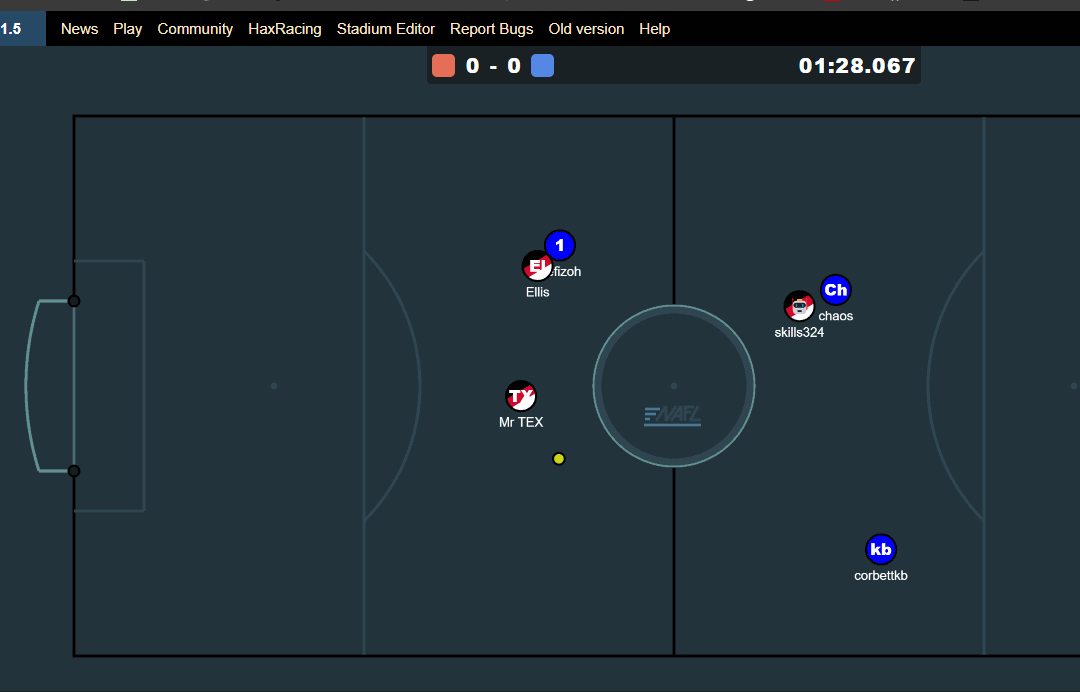 1.5 News Play Community HaxRacing Stadium Editor Report Bugs Old version Help
0 - 0 01:28.067
1
El
fizoh
Ellis
Ch
chaos
skills324
TY
Mr TEX
NAFL
kb
corbettkb